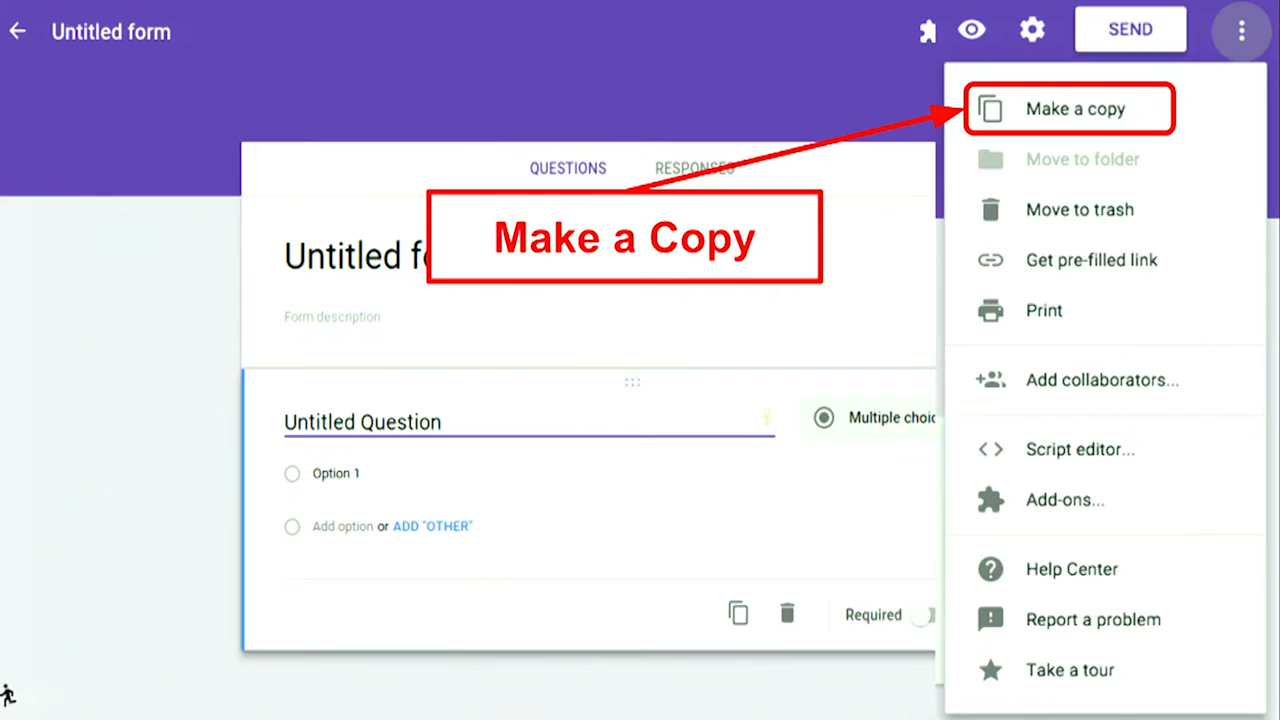 Untitled form
SEND
Make a copy
Move to folder
Move to trash
Get pre-filled link
Print
Add collaborators...
Script editor...
Add-ons...
Help Center
Report a problem
Take a tour
QUESTIONS
RESPONSES
Make a Copy
Untitled fo
Form description
Untitled Question
Multiple choic
Option 1
Add option or ADD "OTHER"
Required